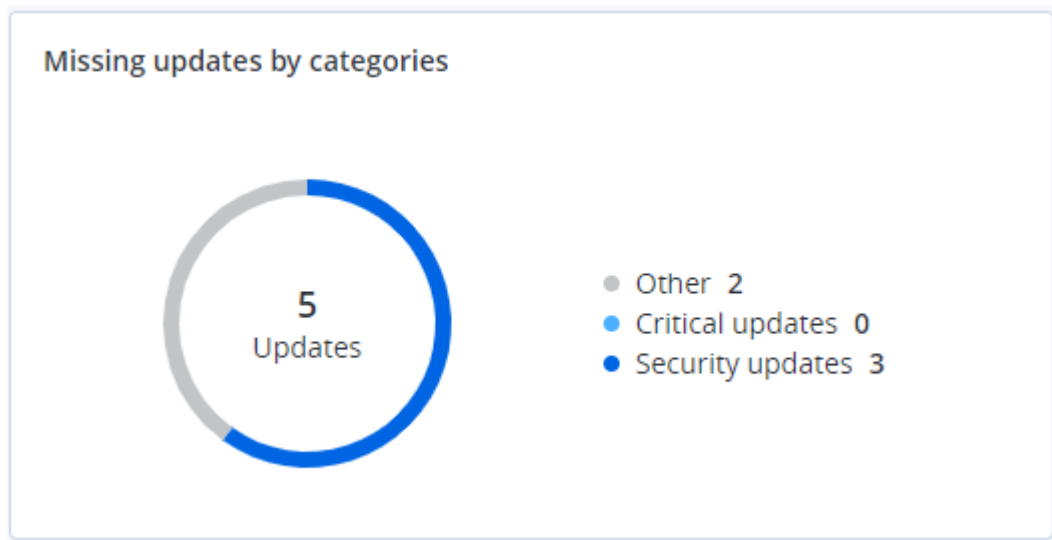 Missing updates by categories
5
Updates
Other 2
Critical updates 0
Security updates 3